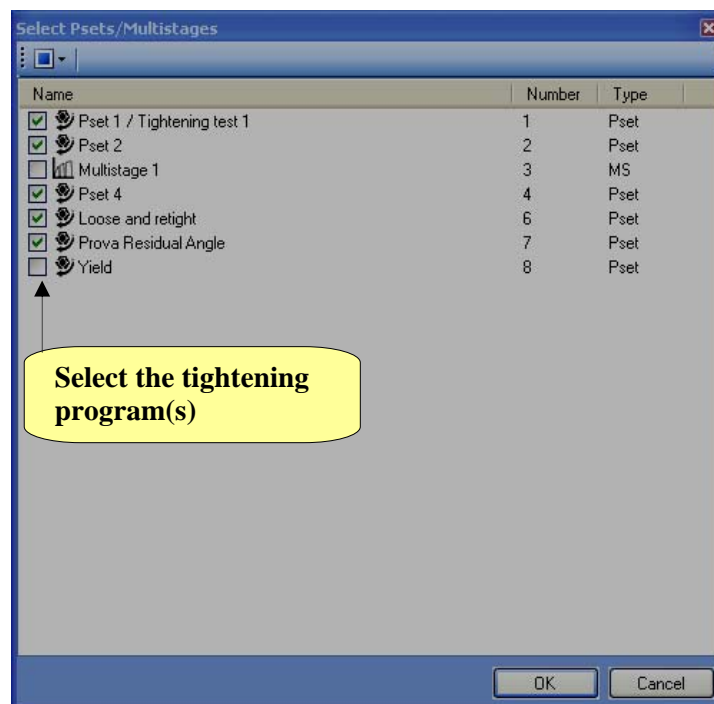 Select Psets/Multistages
Name Number Type
Pset 1 / Tightening test 1 1 Pset
Pset 2 2 Pset
Multistage 1 3 MS
Pset 4 4 Pset
Loose and retight 6 Pset
Prova Residual Angle 7 Pset
Yield 8 Pset
Select the tightening
program(s)
OK Cancel